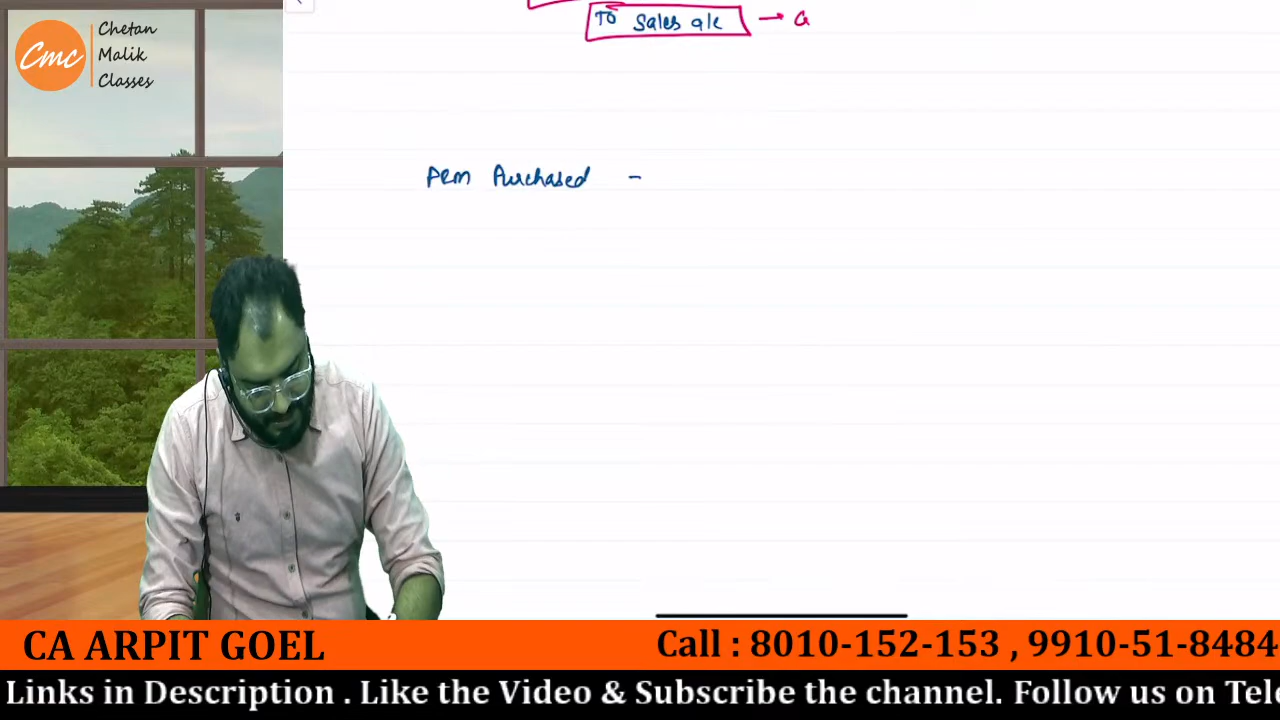 Cmc
Chetan
Malik
Classes
To Sales a/c → a
Pem Purchased -
CA ARPIT GOEL
Call : 8010-152-153 , 9910-51-8484
Links in Description . Like the Video & Subscribe the channel. Follow us on Tele